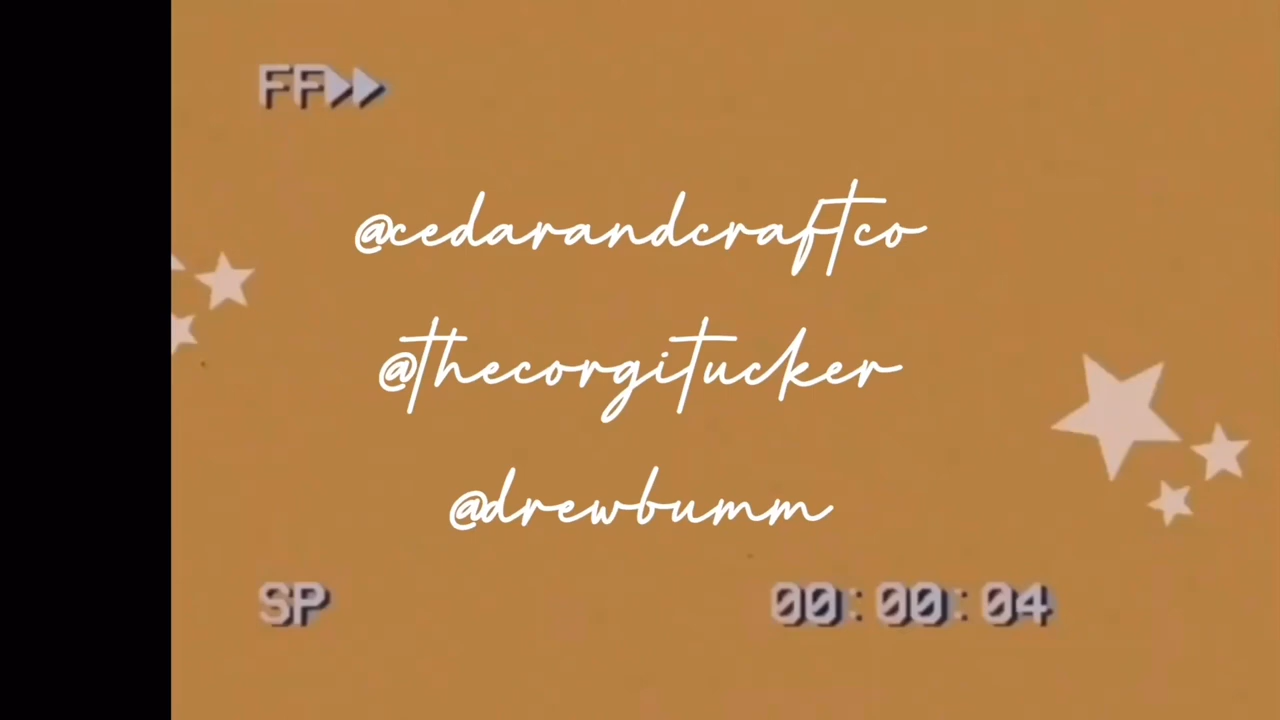 FF▶▶
@cedarandcraftco
@thecorgitucker
@drewbumm
SP 00:00:04